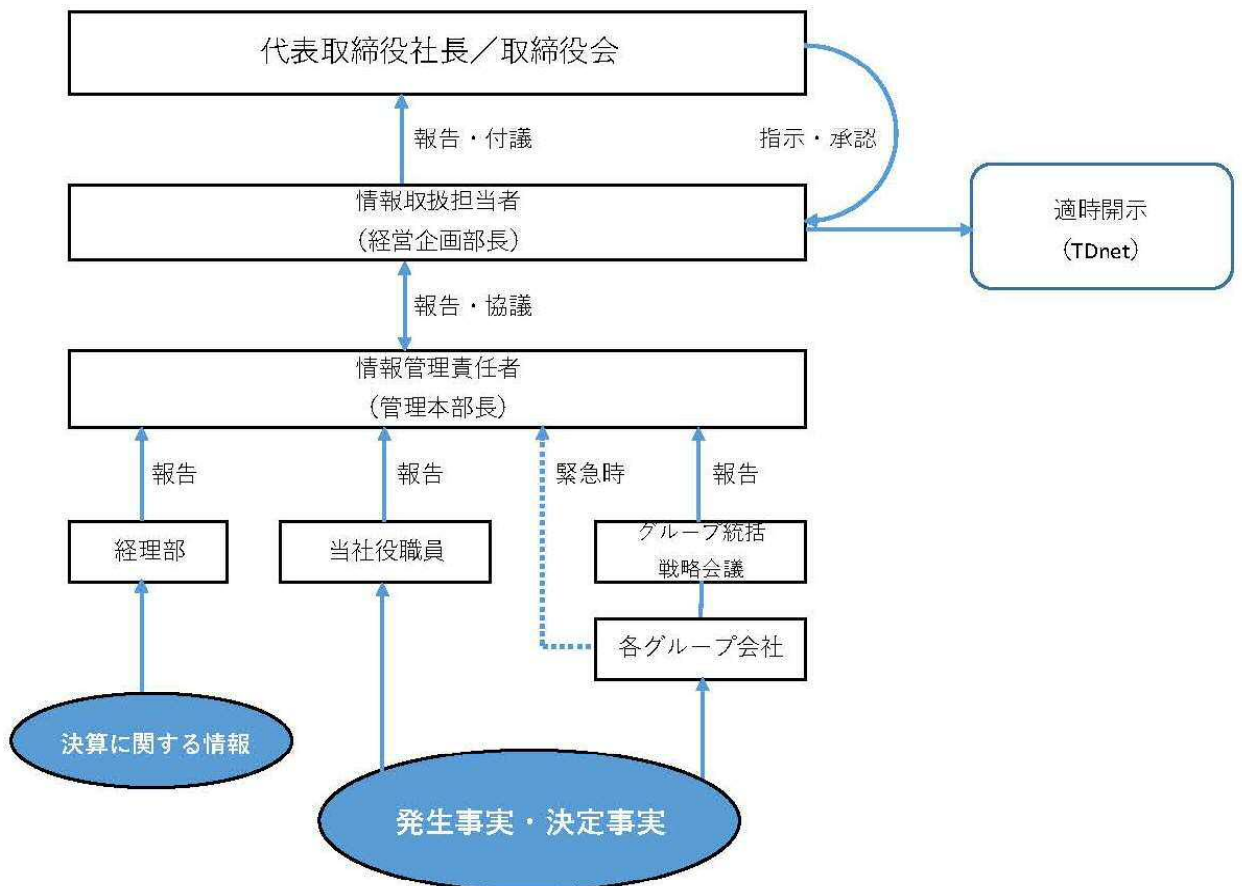 代表取締役社長／取締役会
報告・付議
指示・承認
情報取扱担当者
（経営企画部長）
適時開示
（TDnet）
報告・協議
情報管理責任者
（管理本部長）
報告
報告
緊急時
報告
経理部
当社役職員
グループ統括
戦略会議
各グループ会社
決算に関する情報
発生事実・決定事実